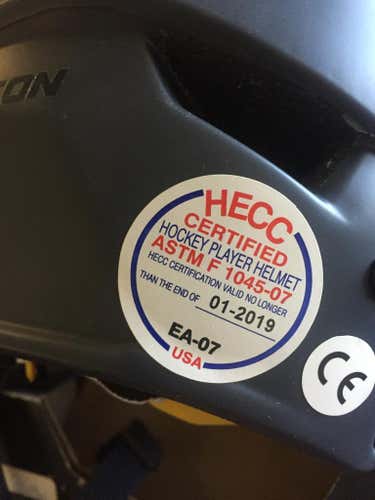 TON
HECC
CERTIFIED
HOCKEY PLAYER HELMET
ASTM F 1045-07
HECC CERTIFICATION VALID NO LONGER
THAN THE END OF 01-2019
EA-07
USA
CE